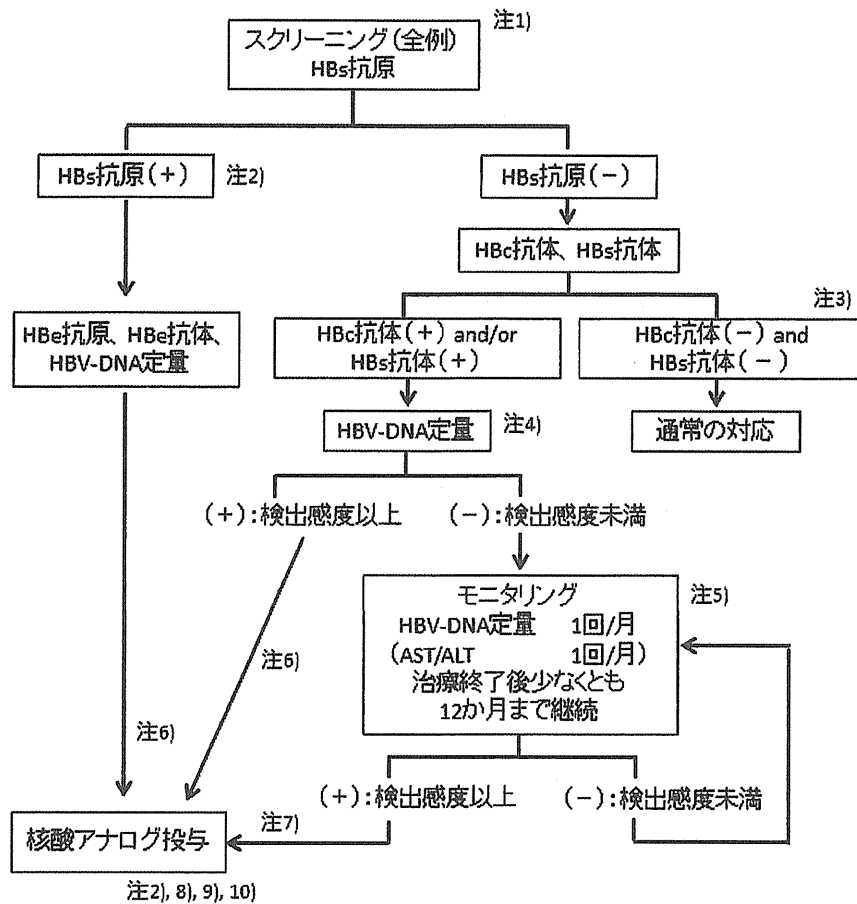 注1)
スクリーニング(全例)
HBs抗原
HBs抗原(+)
注2)
HBs抗原(-)
HBc抗体、HBs抗体
注3)
HBe抗原、HBe抗体、
HBV-DNA定量
HBc抗体(+) and/or
HBs抗体(+)
HBc抗体(-) and
HBs抗体(-)
HBV-DNA定量
注4)
通常の対応
(+):検出感度以上
(-):検出感度未満
モニタリング
注5)
HBV-DNA定量 1回/月
(AST/ALT 1回/月)
治療終了後少なくとも
12か月まで継続
注6)
注6)
(+):検出感度以上
(-):検出感度未満
注7)
核酸アナログ投与
注2), 8), 9), 10)